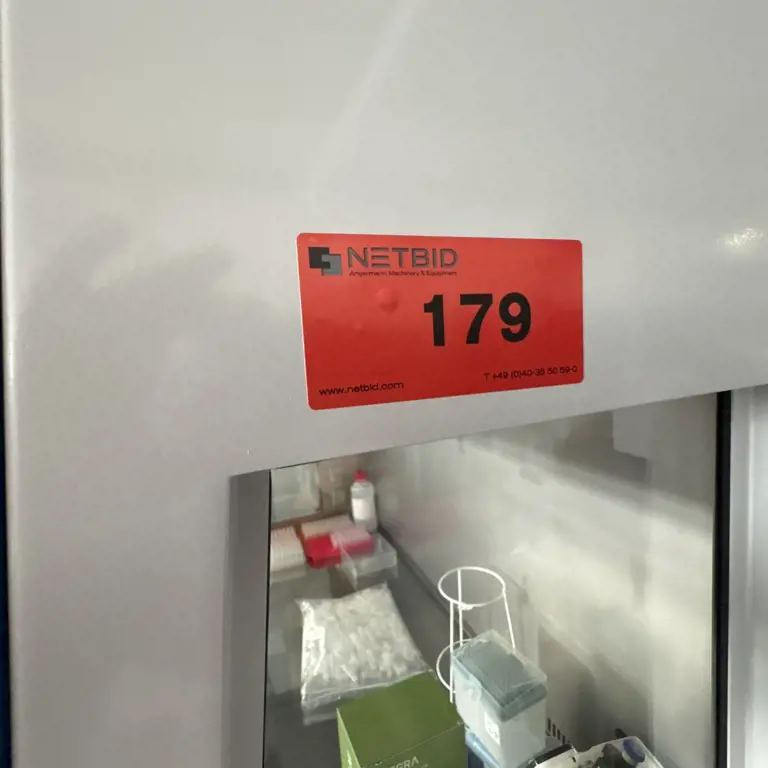 NETBID
Angermann Machinery & Equipment
179
www.netbid.com
T +49 (0)40-35 50 59-0